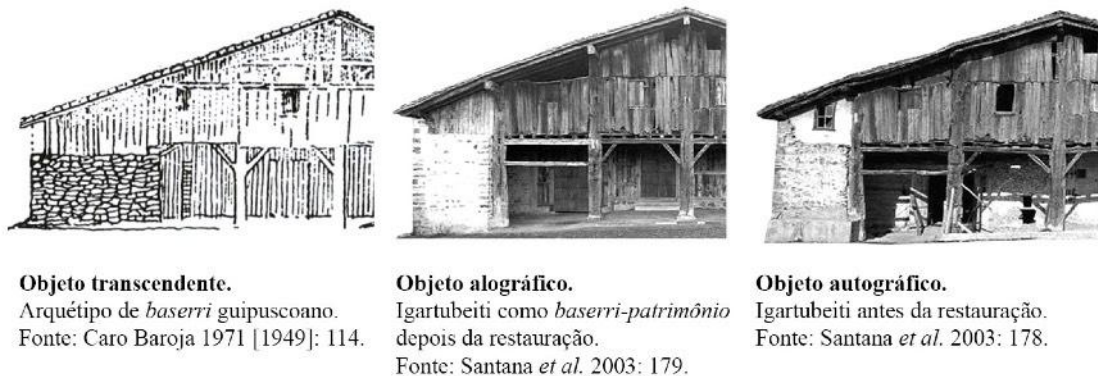 Objeto transcendente.
Arquétipo de baserri guipuscoano.
Fonte: Caro Baroja 1971 [1949]: 114.
Objeto alográfico.
Igartubeiti como baserri-patrimônio
depois da restauração.
Fonte: Santana et al. 2003: 179.
Objeto autográfico.
Igartubeiti antes da restauração.
Fonte: Santana et al. 2003: 178.